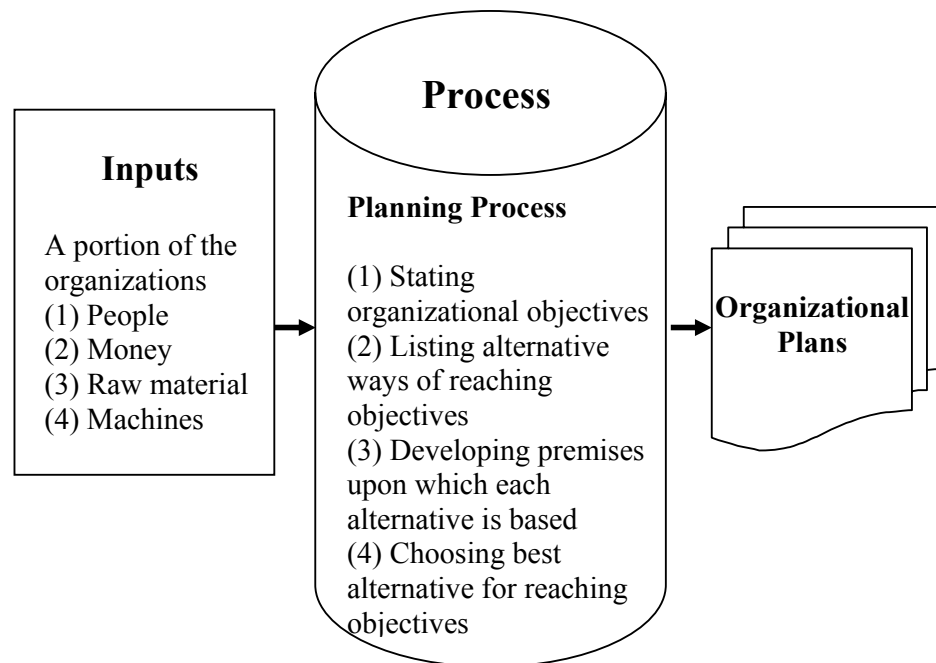 Process
Inputs
A portion of the
organizations
(1) People
(2) Money
(3) Raw material
(4) Machines
Planning Process
(1) Stating
organizational objectives
(2) Listing alternative
ways of reaching
objectives
(3) Developing premises
upon which each
alternative is based
(4) Choosing best
alternative for reaching
objectives
Organizational
Plans